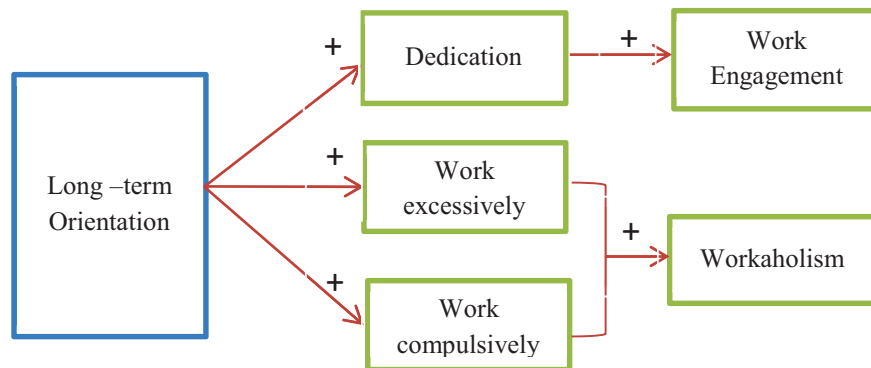 +
Dedication
+
Work
Engagement
Long –term
Orientation
+
Work
excessively
+
Work
compulsively
+
Workaholism